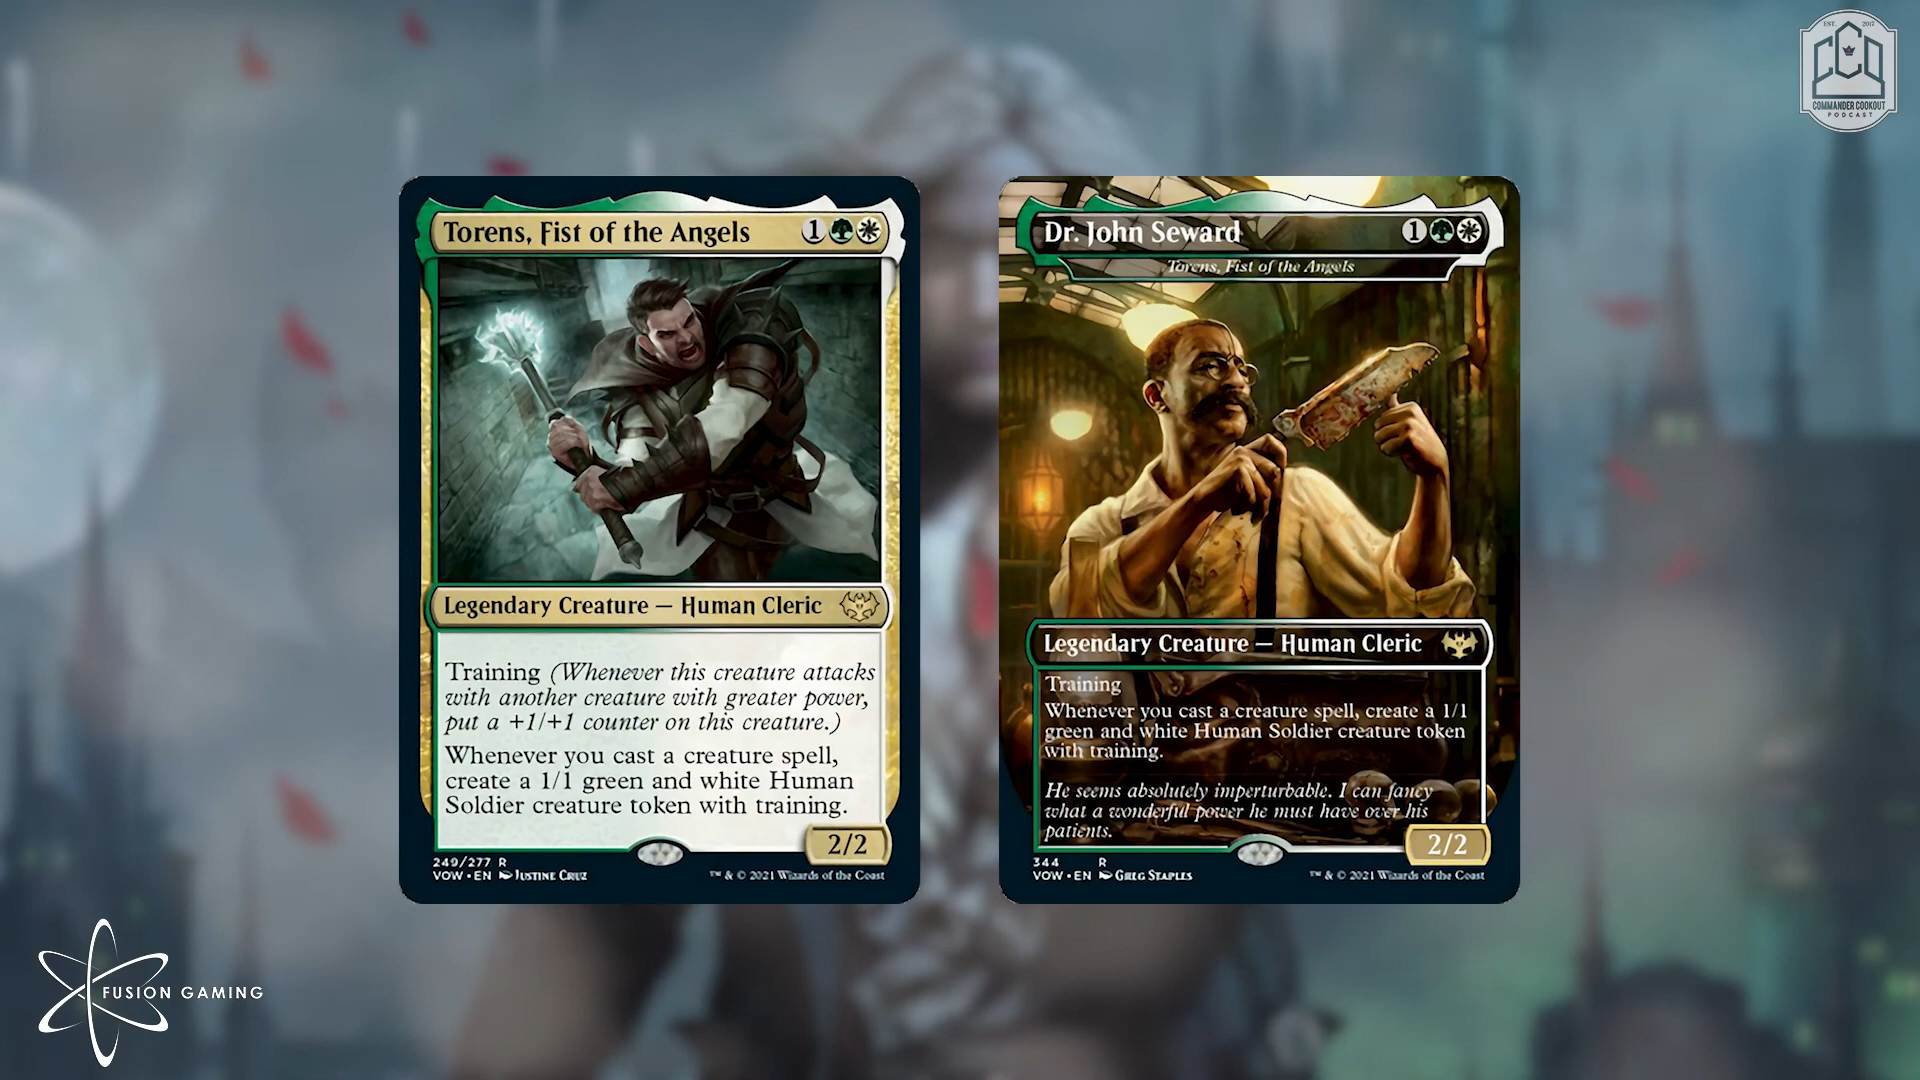 EST. 2017
CCO
COMMANDER COOKOUT
PODCAST
Torens, Fist of the Angels 1
Legendary Creature — Human Cleric
Training (Whenever this creature attacks
with another creature with greater power,
put a +1/+1 counter on this creature.)
Whenever you cast a creature spell,
create a 1/1 green and white Human
Soldier creature token with training.
2/2
249/277 R
VOW • EN Justine Cruz
™ & © 2021 Wizards of the Coast
Dr. John Seward 1
Torens, Fist of the Angels
Legendary Creature — Human Cleric
Training
Whenever you cast a creature spell, create a 1/1
green and white Human Soldier creature token
with training.
He seems absolutely imperturbable. I can fancy
what a wonderful power he must have over his
patients.
2/2
344 R
VOW • EN Greg Staples
™ & © 2021 Wizards of the Coast
FUSION GAMING